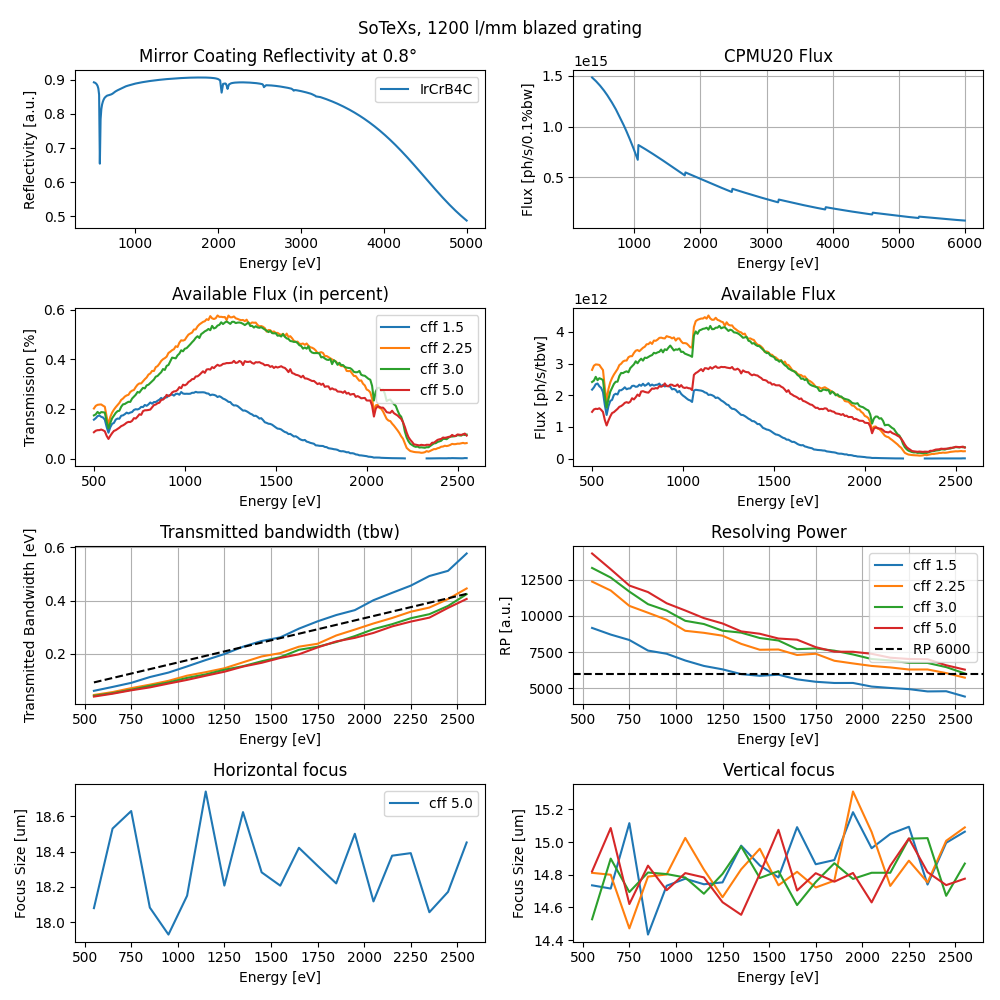 SoTeXs, 1200 l/mm blazed grating
Mirror Coating Reflectivity at 0.8°
Reflectivity [a.u.]
0.9
0.8
0.7
0.6
0.5
IrCrB4C
1000 2000 3000 4000 5000
Energy [eV]
CPMU20 Flux
1e15
Flux [ph/s/0.1%bw]
1.5
1.0
0.5
1000 2000 3000 4000 5000 6000
Energy [eV]
Available Flux (in percent)
Transmission [%]
0.6
0.4
0.2
0.0
cff 1.5
cff 2.25
cff 3.0
cff 5.0
500 1000 1500 2000 2500
Energy [eV]
Available Flux
1e12
Flux [ph/s/tbw]
4
3
2
1
0
500 1000 1500 2000 2500
Energy [eV]
Transmitted bandwidth (tbw)
Transmitted Bandwidth [eV]
0.6
0.4
0.2
500 750 1000 1250 1500 1750 2000 2250 2500
Energy [eV]
Resolving Power
RP [a.u.]
12500
10000
7500
5000
cff 1.5
cff 2.25
cff 3.0
cff 5.0
RP 6000
500 750 1000 1250 1500 1750 2000 2250 2500
Energy [eV]
Horizontal focus
Focus Size [um]
18.6
18.4
18.2
18.0
cff 5.0
500 750 1000 1250 1500 1750 2000 2250 2500
Energy [eV]
Vertical focus
Focus Size [um]
15.2
15.0
14.8
14.6
14.4
500 750 1000 1250 1500 1750 2000 2250 2500
Energy [eV]